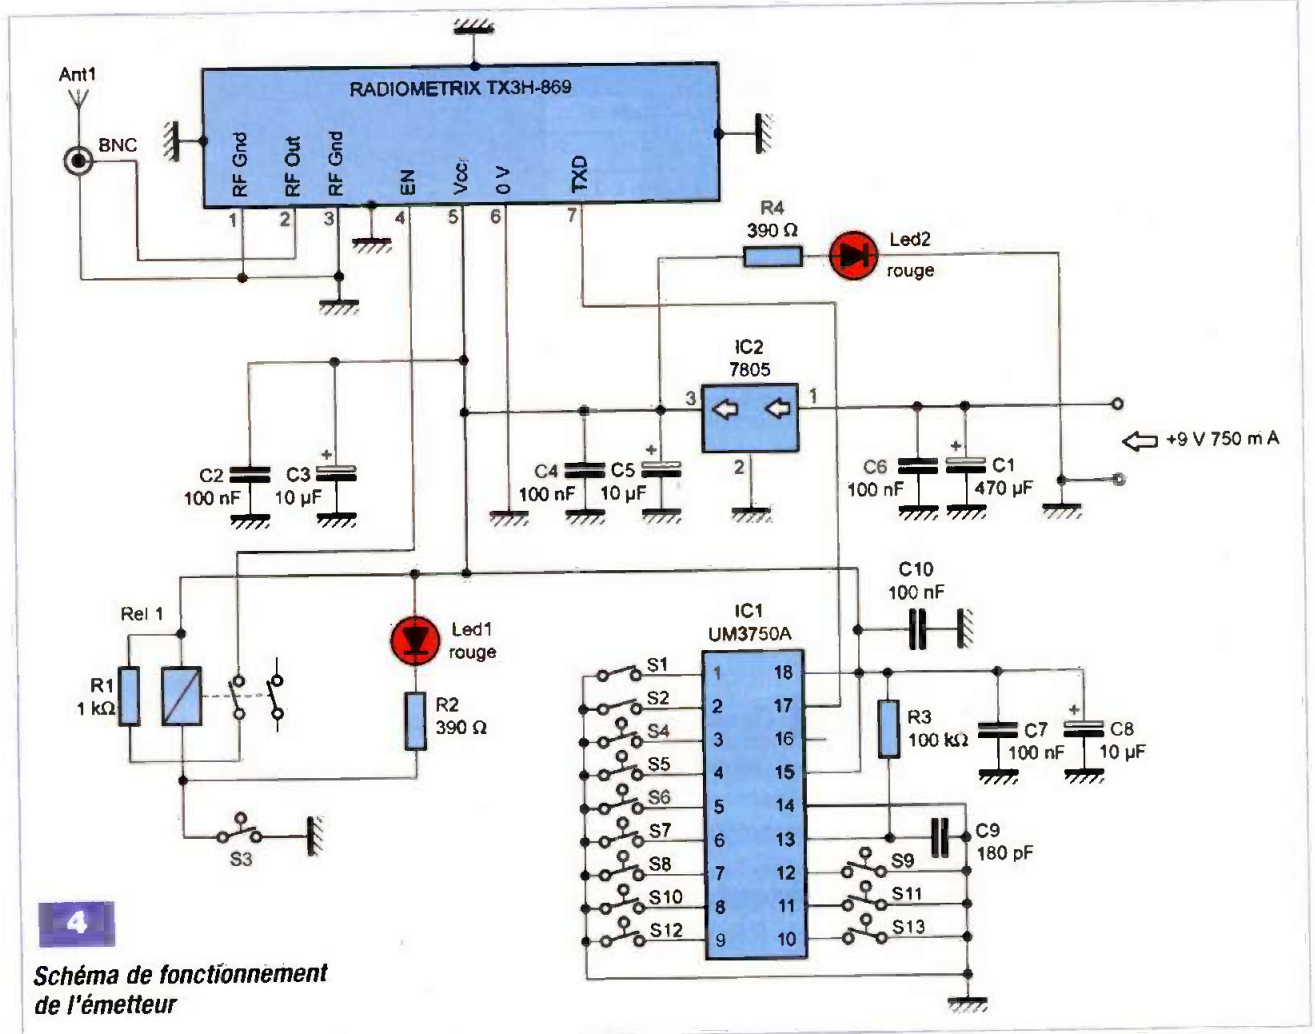 Ant1
BNC
RADIOMETRIX TX3H-869
RF Gnd
RF Out
RF Gnd
EN
Vcc
0 V
TXD
1
2
3
4
5
6
7
R4
390 Ω
Led2
rouge
IC2
7805
3
1
2
+9 V 750 m A
C2
100 nF
+
C3
10 µF
C4
100 nF
+
C5
10 µF
C6
100 nF
+
C1
470 µF
Rel 1
R1
1 kΩ
Led1
rouge
R2
390 Ω
S3
C10
100 nF
IC1
UM3750A
S1
S2
S4
S5
S6
S7
S8
S10
S12
1
2
3
4
5
6
7
8
9
18
17
16
15
14
13
12
11
10
R3
100 kΩ
C7
100 nF
+
C8
10 µF
C9
180 pF
S9
S11
S13
4
Schéma de fonctionnement
de l'émetteur